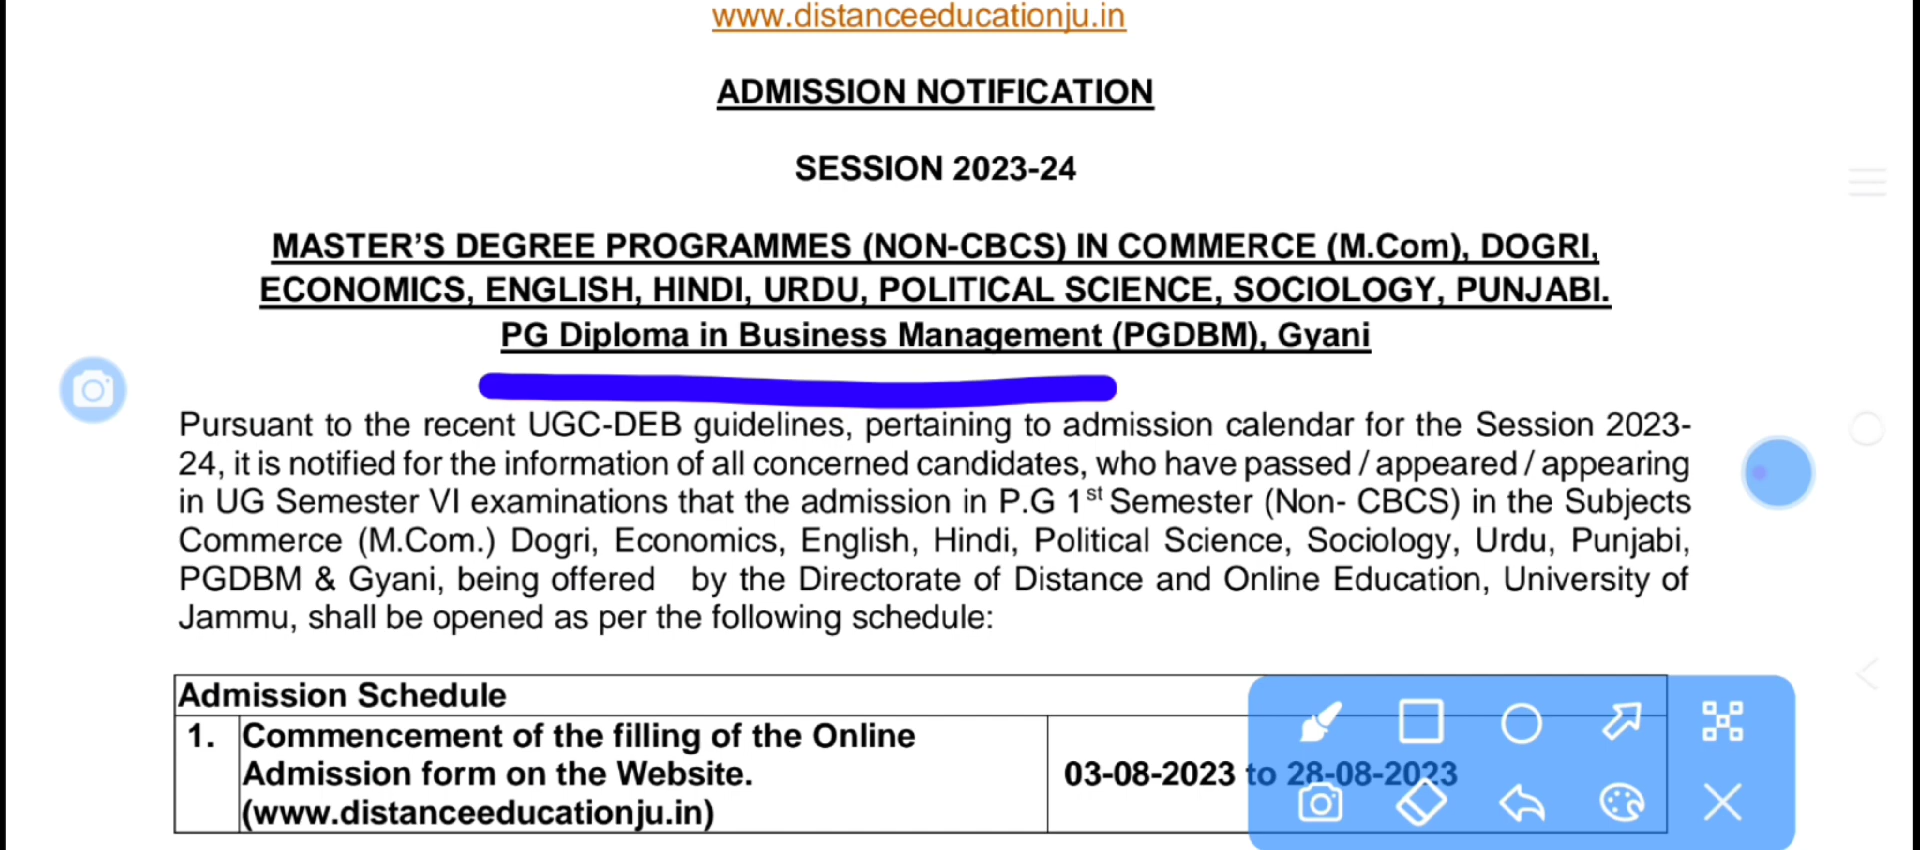 www.distanceeducationju.in
ADMISSION NOTIFICATION
SESSION 2023-24
MASTER'S DEGREE PROGRAMMES (NON-CBCS) IN COMMERCE (M.Com), DOGRI,
ECONOMICS, ENGLISH, HINDI, URDU, POLITICAL SCIENCE, SOCIOLOGY, PUNJABI.
PG Diploma in Business Management (PGDBM), Gyani
Pursuant to the recent UGC-DEB guidelines, pertaining to admission calendar for the Session 2023-
24, it is notified for the information of all concerned candidates, who have passed / appeared / appearing
in UG Semester VI examinations that the admission in P.G 1st Semester (Non- CBCS) in the Subjects
Commerce (M.Com.) Dogri, Economics, English, Hindi, Political Science, Sociology, Urdu, Punjabi,
PGDBM & Gyani, being offered by the Directorate of Distance and Online Education, University of
Jammu, shall be opened as per the following schedule:
Admission Schedule
1. Commencement of the filling of the Online
Admission form on the Website.
(www.distanceeducationju.in)
03-08-2023 to 28-08-2023